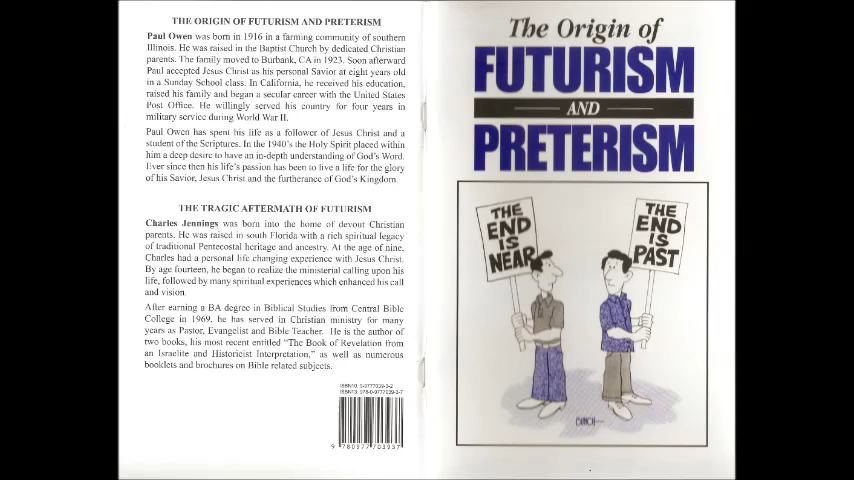 THE ORIGIN OF FUTURISM AND PRETERISM
Paul Owen was born in 1916 in a farming community of southern
Illinois. He was raised in the Baptist Church by dedicated Christian
parents. The family moved to Burbank, CA in 1923. Soon afterward
Paul accepted Jesus Christ as his personal Savior at eight years old
in a Sunday School class. In California, he received his education,
raised his family and began a secular career with the United States
Post Office. He willingly served his country for four years in
military service during World War II.
Paul Owen has spent his life as a follower of Jesus Christ and a
student of the Scriptures. In the 1940's the Holy Spirit placed within
him a deep desire to have an in-depth understanding of God's Word.
Ever since then his life's passion has been to live a life for the glory
of his Savior, Jesus Christ and the furtherance of God's Kingdom.
THE TRAGIC AFTERMATH OF FUTURISM
Charles Jennings was born into the home of devout Christian
parents. He was raised in south Florida with a rich spiritual legacy
of traditional Pentecostal heritage and ancestry. At the age of nine,
Charles had a personal life changing experience with Jesus Christ.
By age fourteen, he began to realize the ministerial calling upon his
life, followed by many spiritual experiences which enhanced his call
and vision.
After earning a BA degree in Biblical Studies from Central Bible
College in 1969, he has served in Christian ministry for many
years as Pastor, Evangelist and Bible Teacher. He is the author of
two books, his most recent entitled "The Book of Revelation from
an Israelite and Historicist Interpretation," as well as numerous
booklets and brochures on Bible related subjects.
ISBN10: 0-9777039-3-2
ISBN13: 978-0-9777039-3-7
9 780977 703937
The Origin of
FUTURISM
AND
PRETERISM
THE
END
IS
NEAR
THE
END
IS
PAST